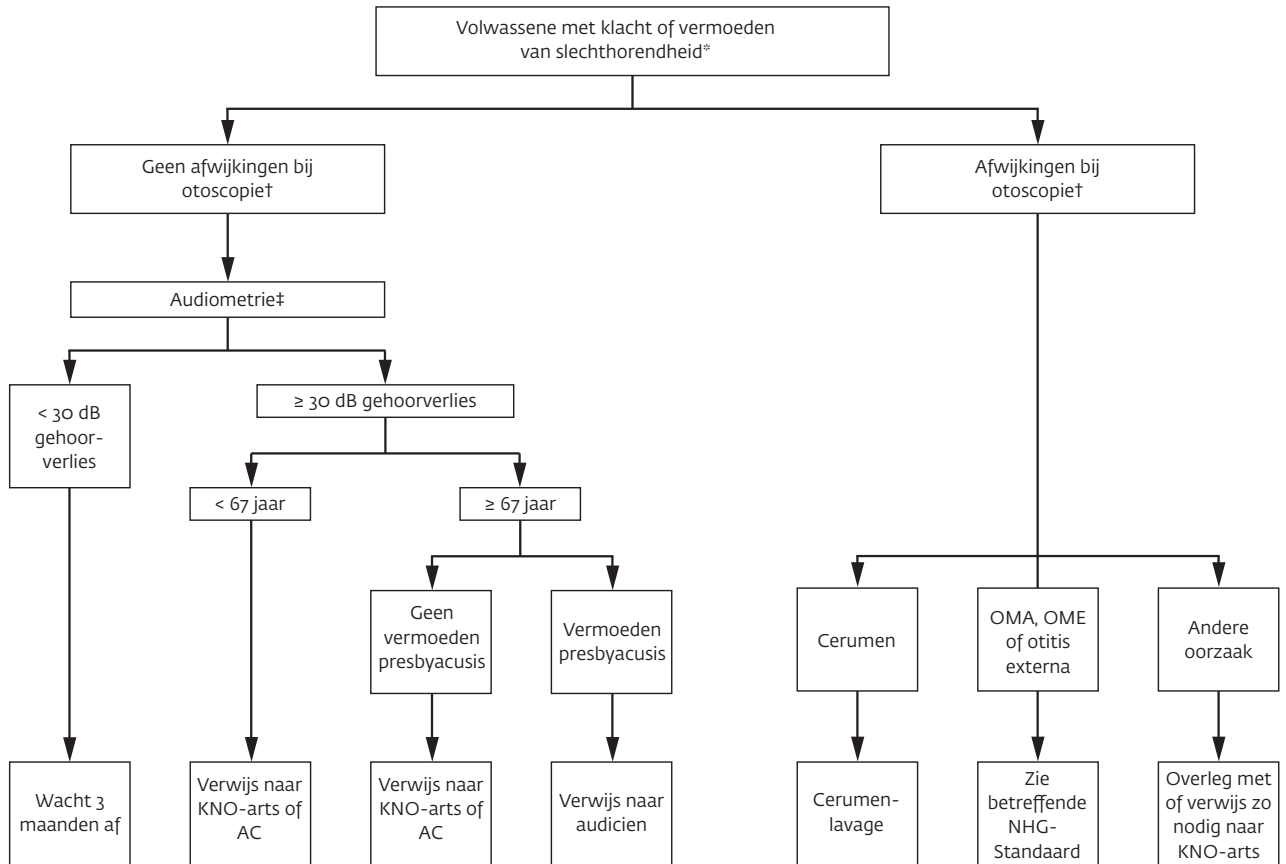 Volwassene met klacht of vermoeden
van slechthorendheid*
Geen afwijkingen bij
otoscopie†
Afwijkingen bij
otoscopie†
Audiometrie‡
< 30 dB
gehoor-
verlies
≥ 30 dB gehoorverlies
< 67 jaar
≥ 67 jaar
Geen
vermoeden
presbyacusis
Vermoeden
presbyacusis
Cerumen
OMA, OME
of otitis
externa
Andere
oorzaak
Wacht 3
maanden af
Verwijs naar
KNO-arts of
AC
Verwijs naar
KNO-arts of
AC
Verwijs naar
audicien
Cerumen-
lavage
Zie
betreffende
NHG-
Standaard
Overleg met
of verwijs zo
nodig naar
KNO-arts